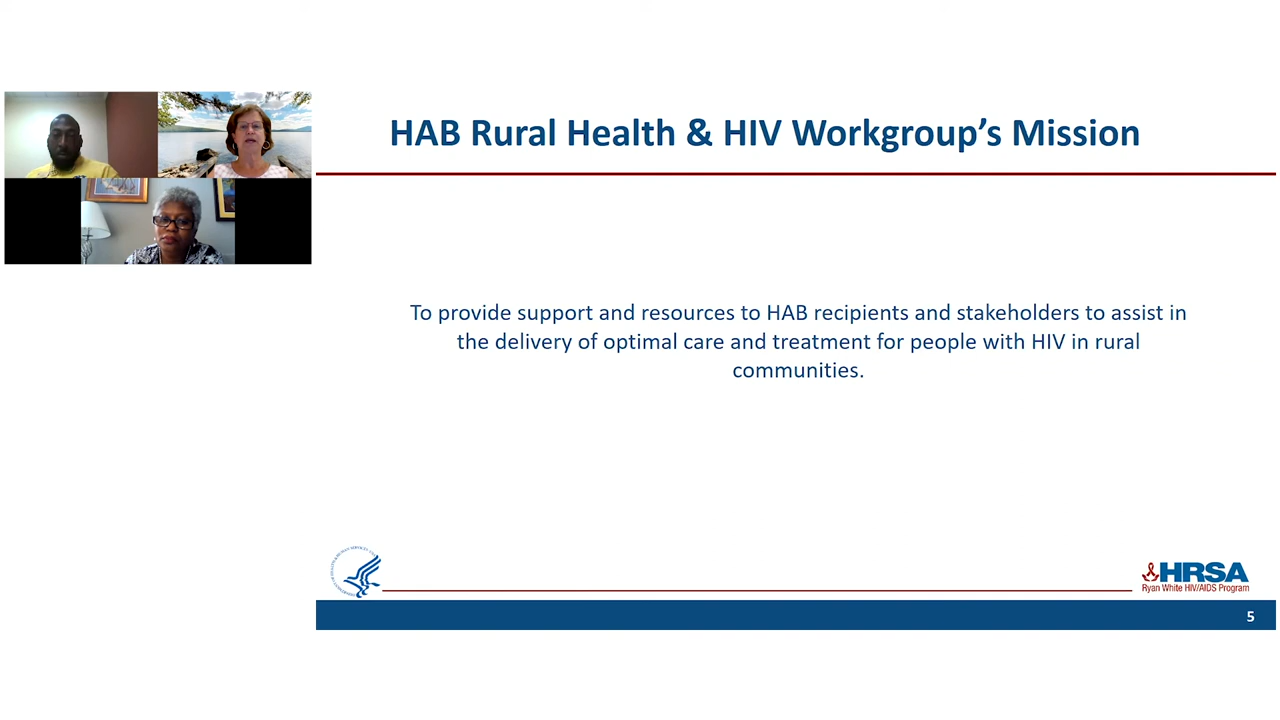 HAB Rural Health & HIV Workgroup's Mission
To provide support and resources to HAB recipients and stakeholders to assist in
the delivery of optimal care and treatment for people with HIV in rural
communities.
HRSA
Ryan White HIV/AIDS Program
5